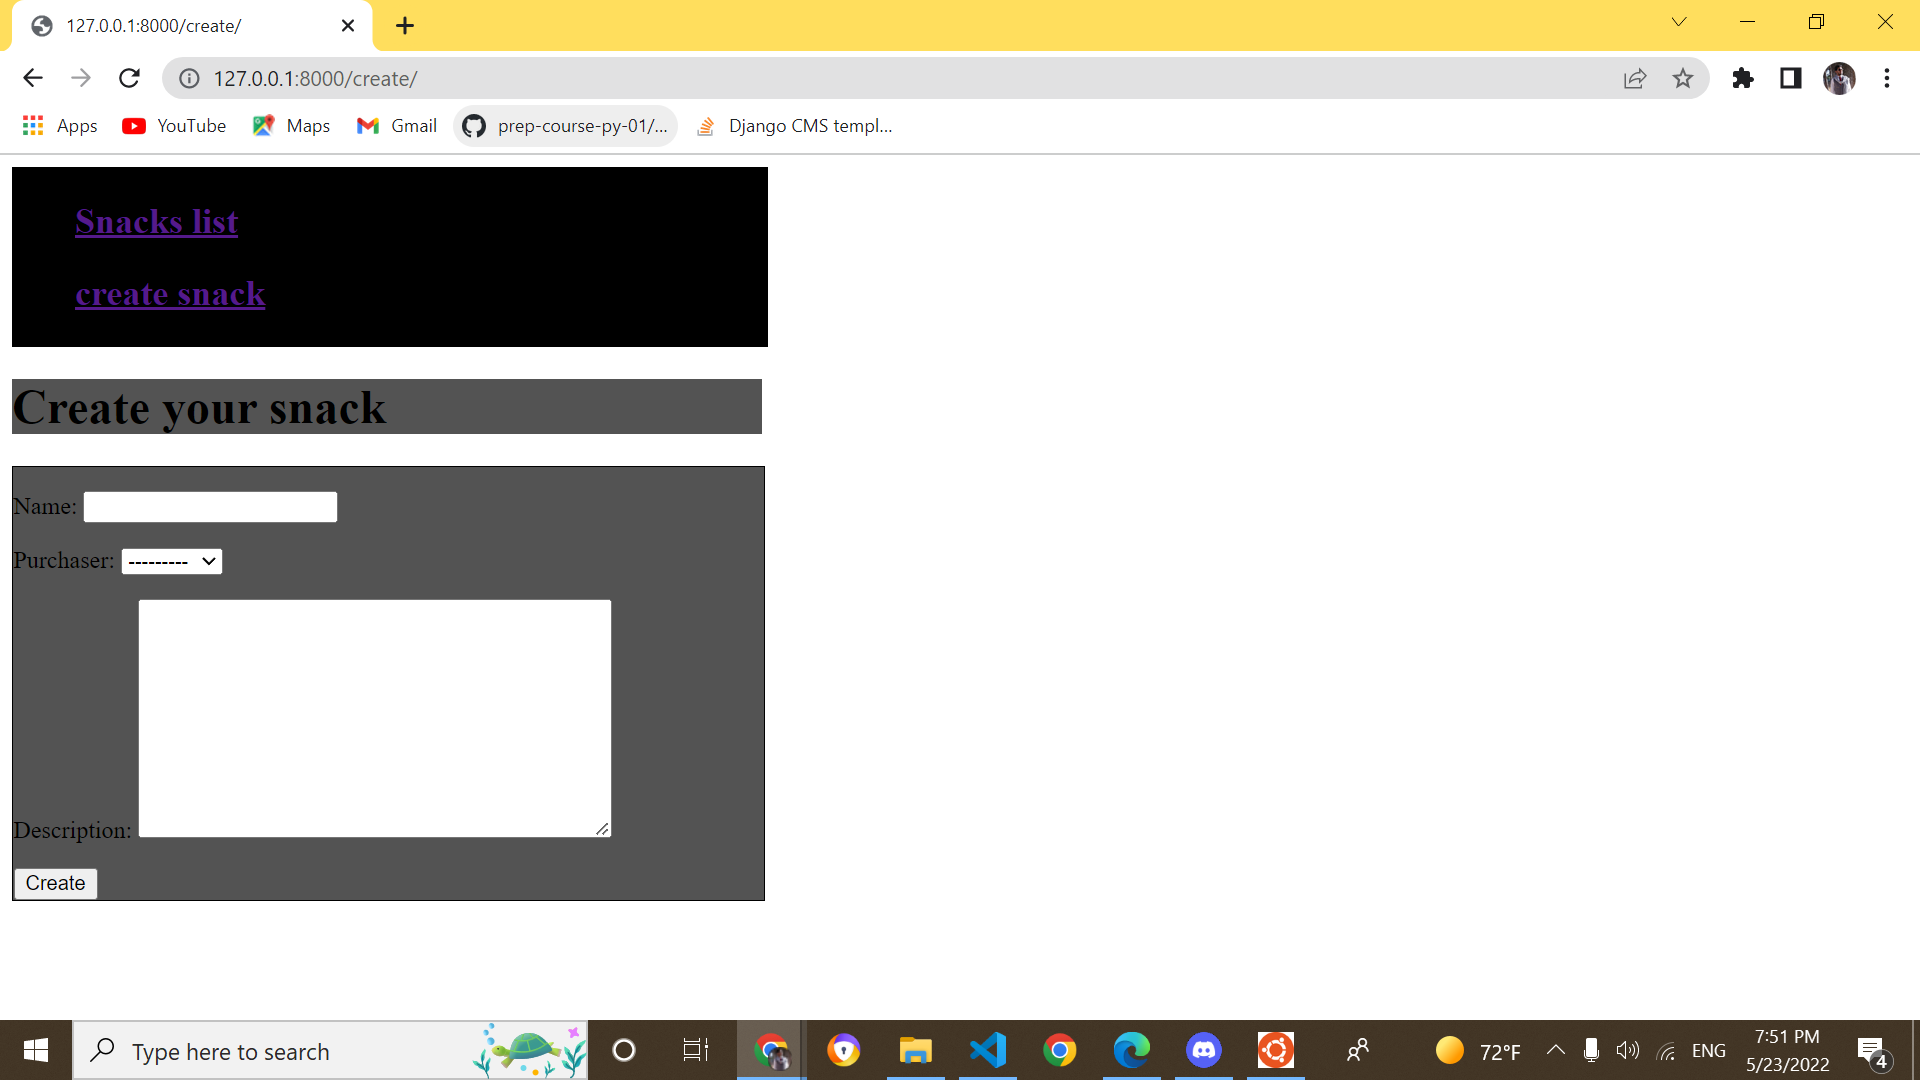 127.0.0.1:8000/create/
127.0.0.1:8000/create/
Apps YouTube Maps Gmail prep-course-py-01/... Django CMS templ...
Snacks list
create snack
Create your snack
Name:
Purchaser: ---------
Description:
Create
Type here to search 72°F ENG 7:51 PM 5/23/2022 4